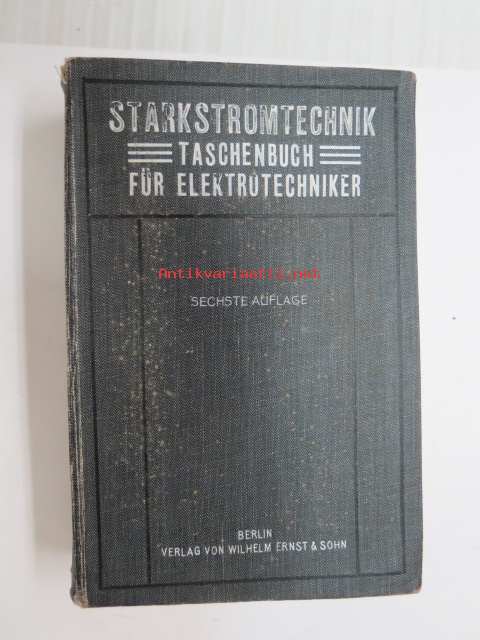 STARKSTROMTECHNIK
TASCHENBUCH
FÜR ELEKTROTECHNIKER
Antikvariaatti.net
SECHSTE AUFLAGE
BERLIN
VERLAG VON WILHELM ERNST & SOHN